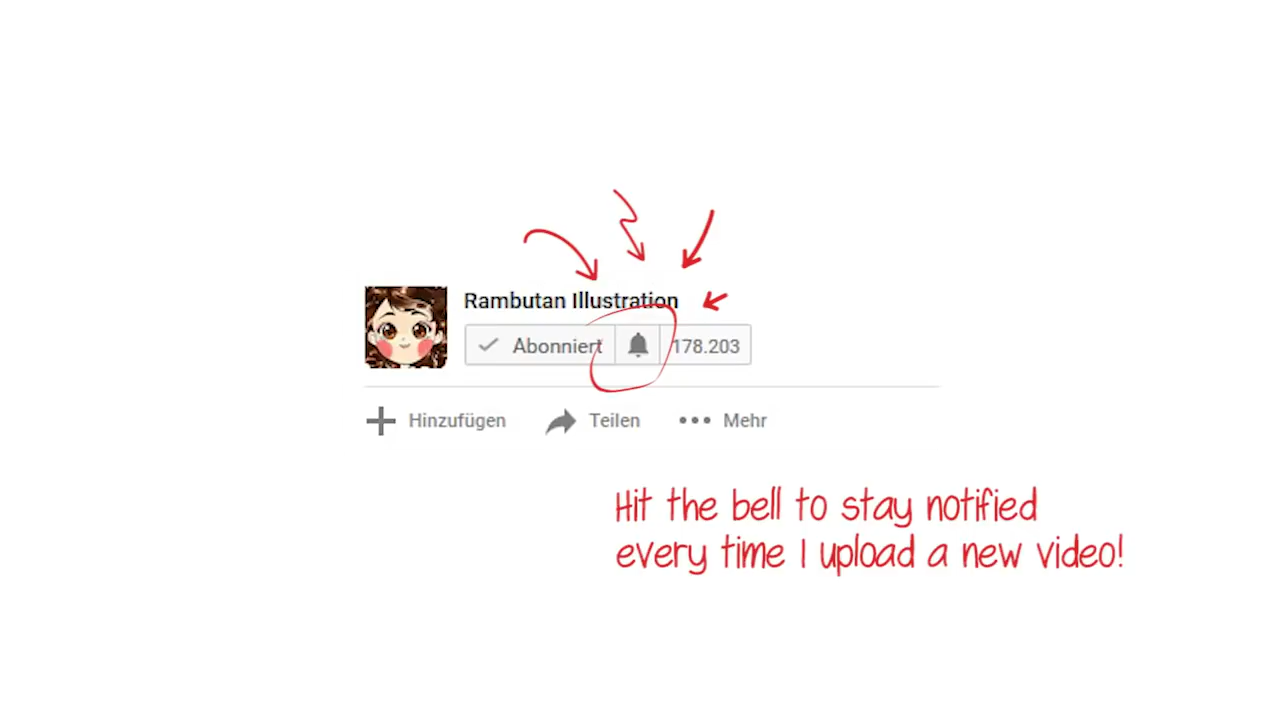 Rambutan Illustration
Abonniert 178.203
Hinzufügen Teilen Mehr
Hit the bell to stay notified
every time I upload a new video!